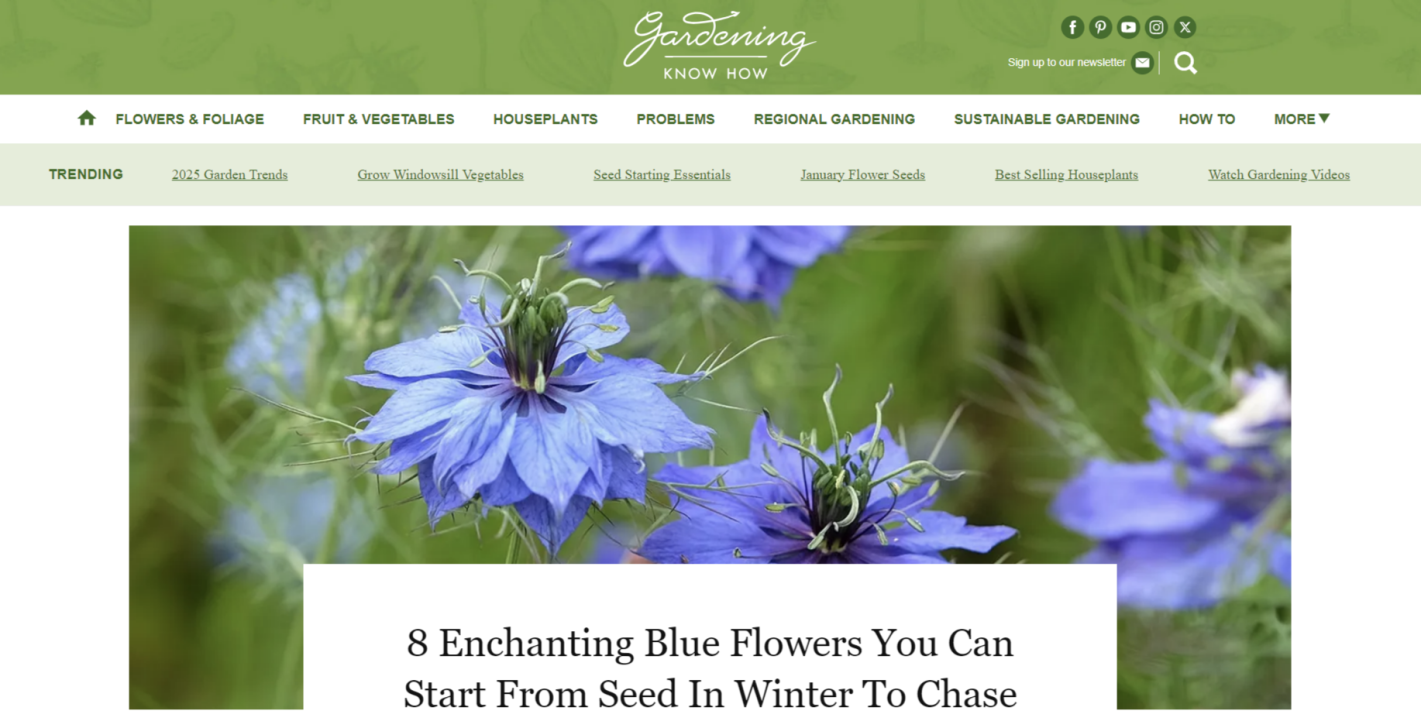 Gardening
KNOW HOW
Sign up to our newsletter
FLOWERS & FOLIAGE FRUIT & VEGETABLES HOUSEPLANTS PROBLEMS REGIONAL GARDENING SUSTAINABLE GARDENING HOW TO MORE
TRENDING 2025 Garden Trends Grow Windowsill Vegetables Seed Starting Essentials January Flower Seeds Best Selling Houseplants Watch Gardening Videos
8 Enchanting Blue Flowers You Can
Start From Seed In Winter To Chase